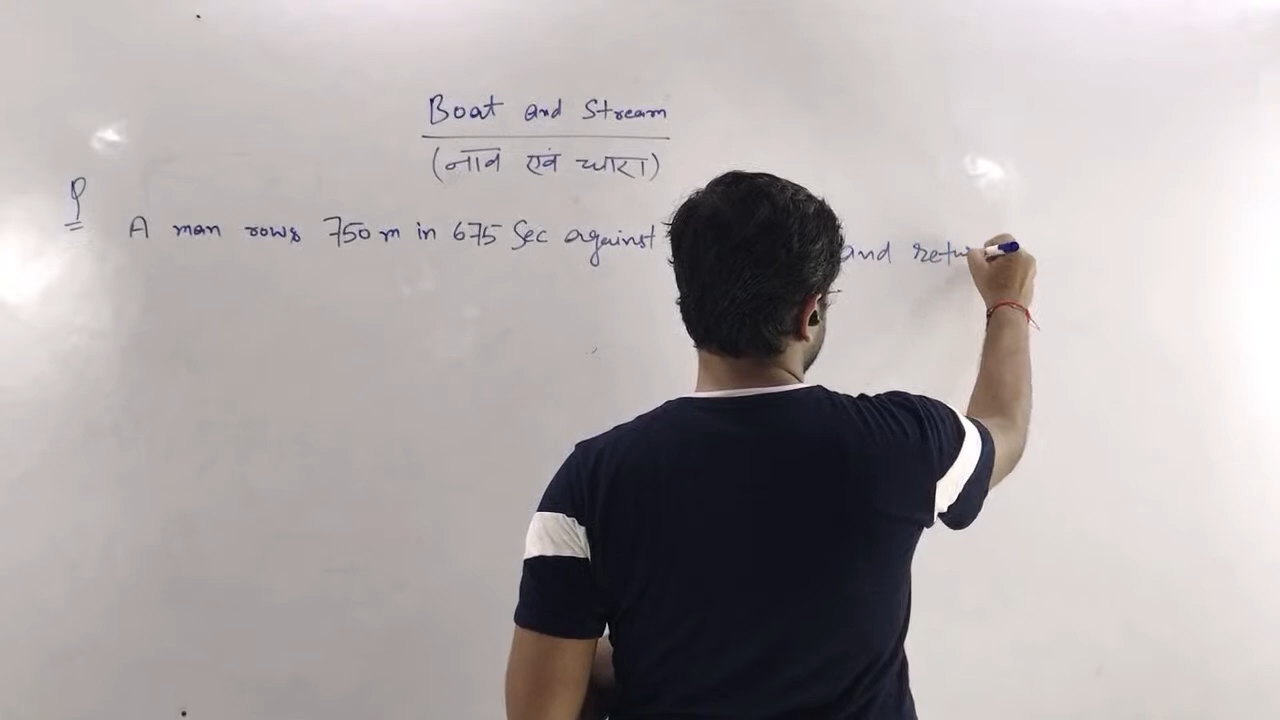 Boat and Stream
(नाव एवं धारा)
Q
A man rows 750 m in 675 Sec against and retu